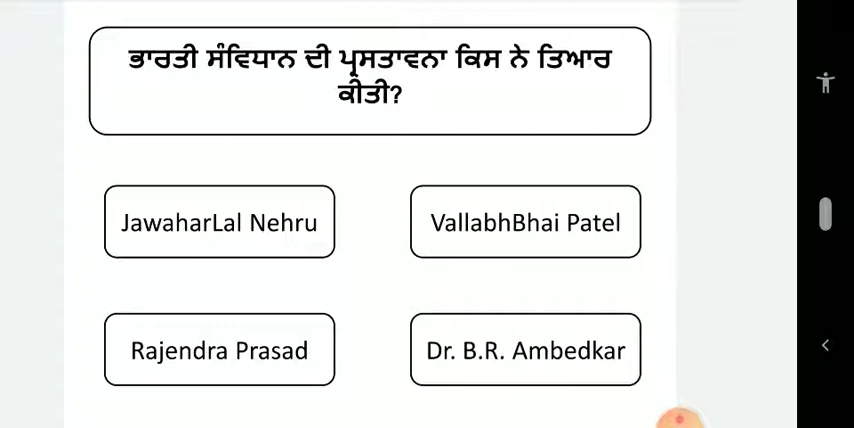 ਭਾਰਤੀ ਸੰਵਿਧਾਨ ਦੀ ਪ੍ਰਸਤਾਵਨਾ ਕਿਸ ਨੇ ਤਿਆਰ
ਕੀਤੀ?
JawaharLal Nehru
VallabhBhai Patel
Rajendra Prasad
Dr. B.R. Ambedkar